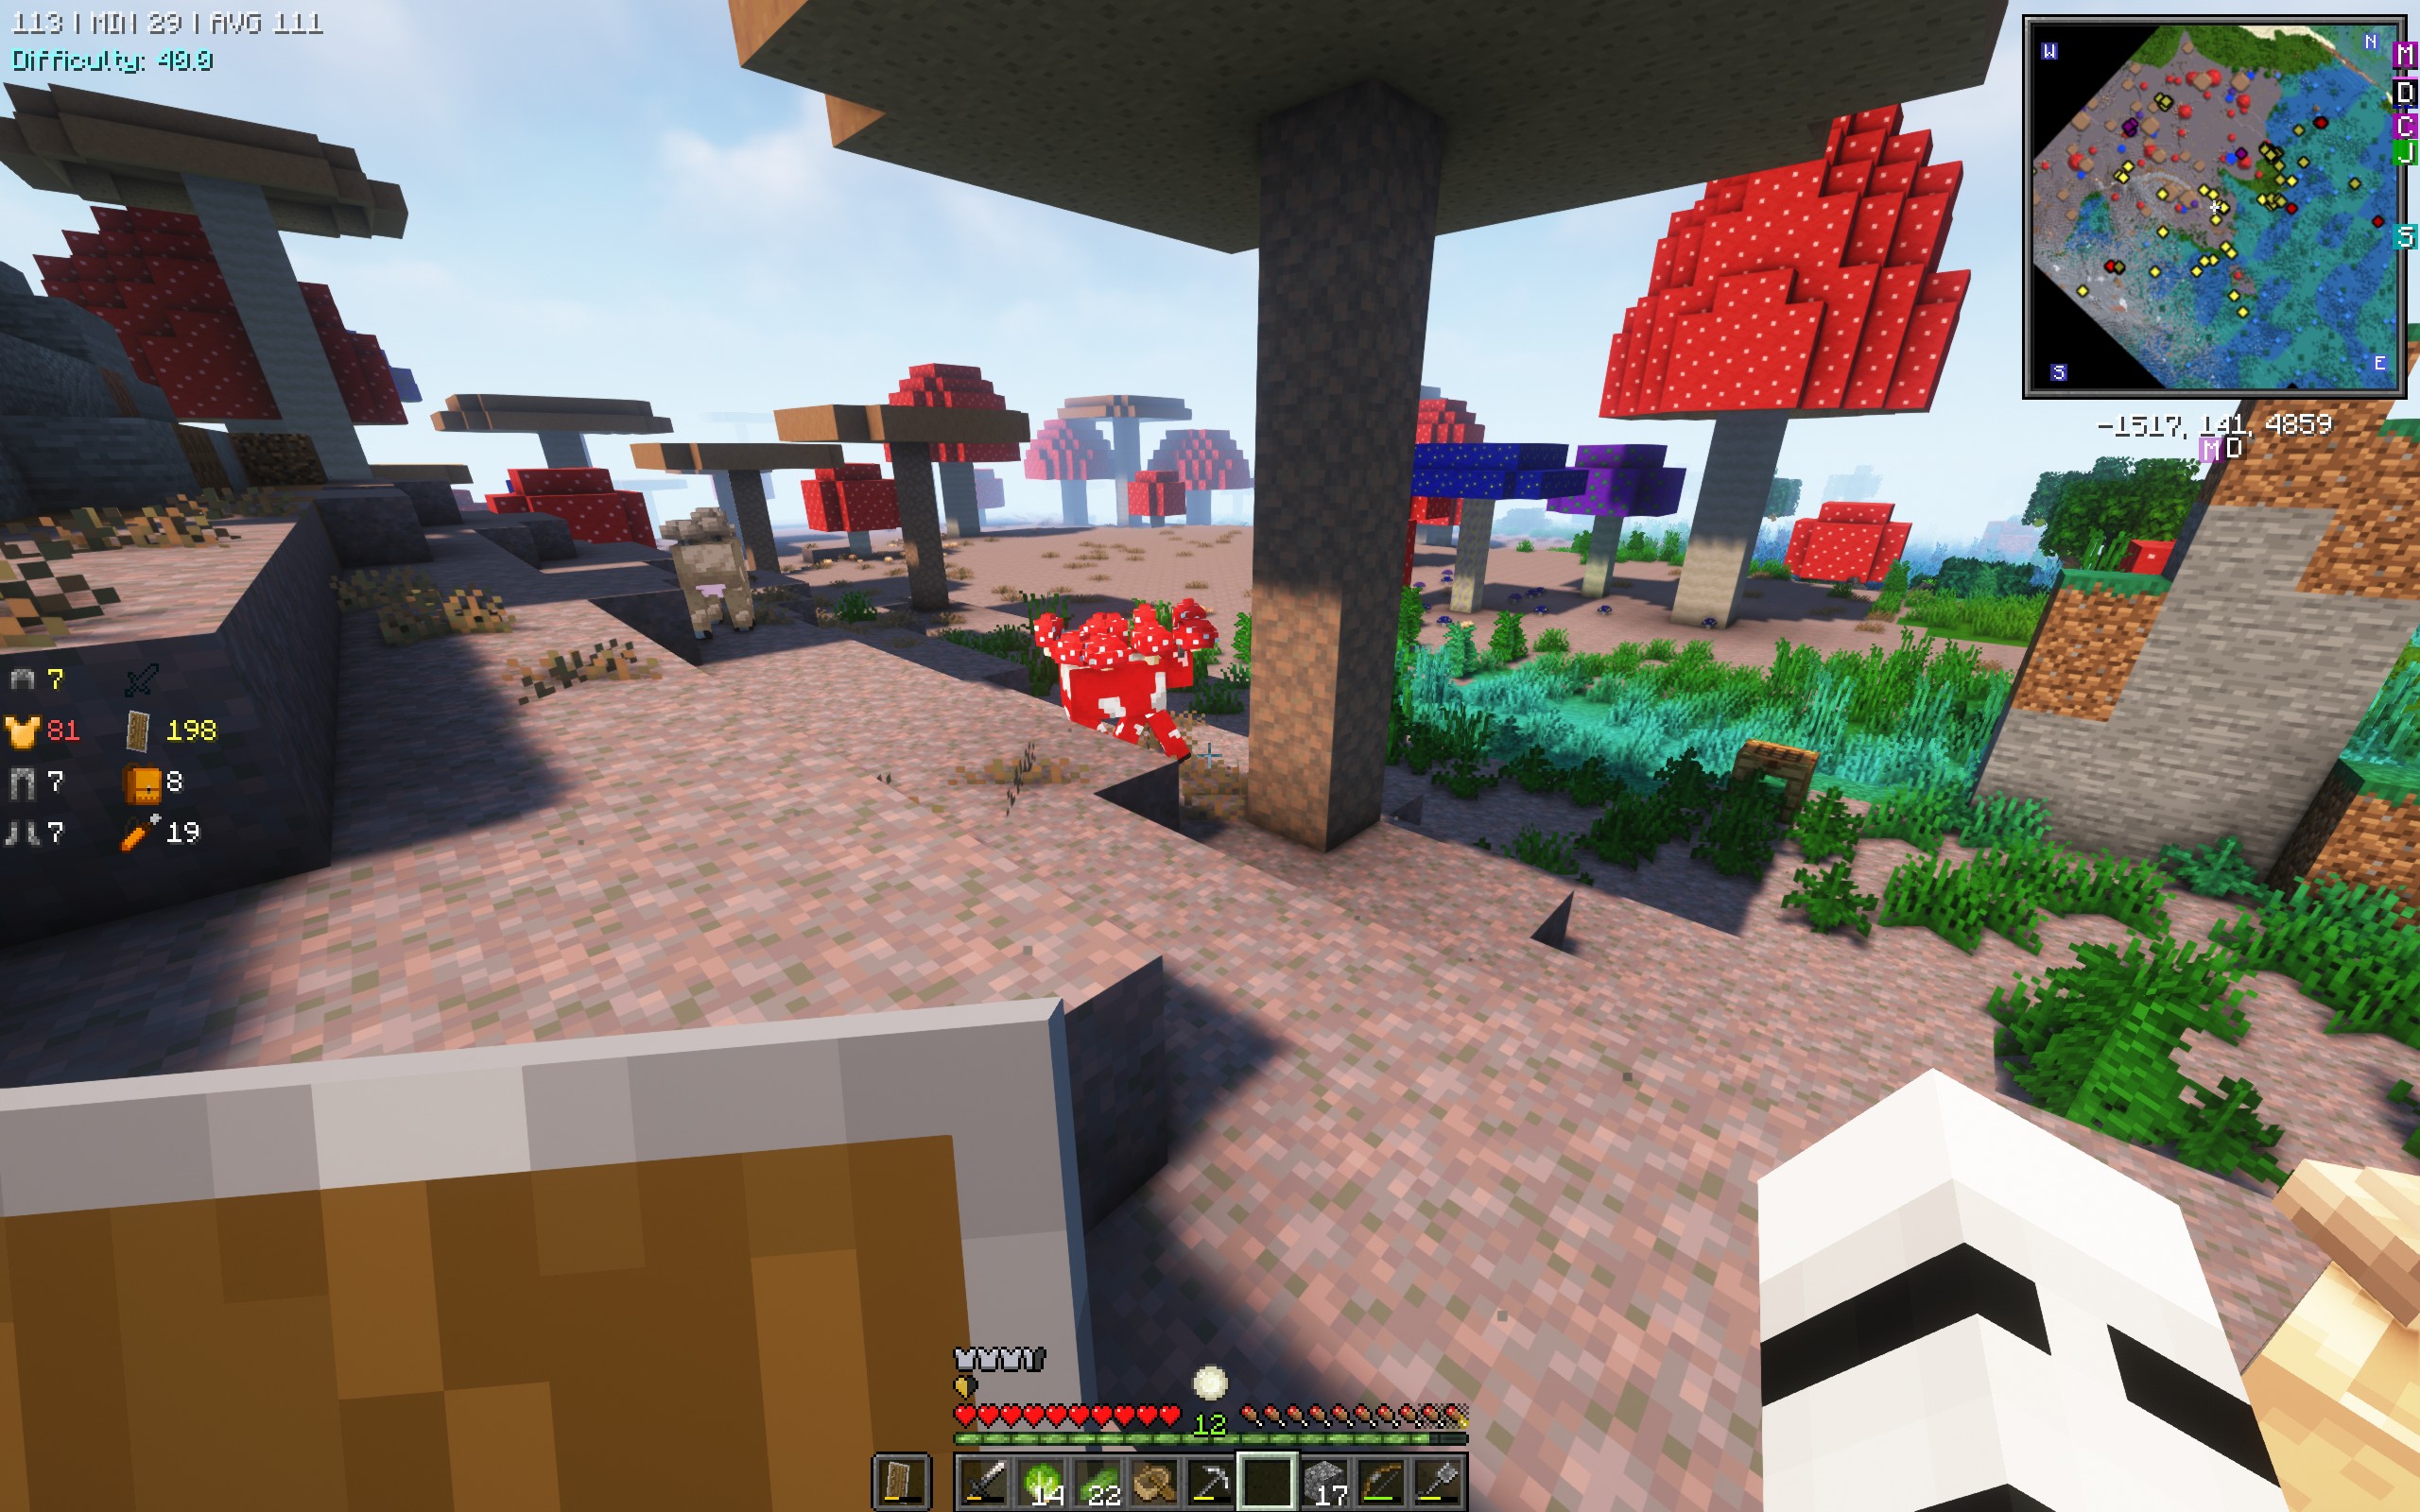 113 | MIN 29 | AVG 111
Difficulty: 40.0
W
N
M
D
C
J
S
S
E
-1517, 141, 4859
M D
7
81 198
7 8
7 19
12
14 22 17